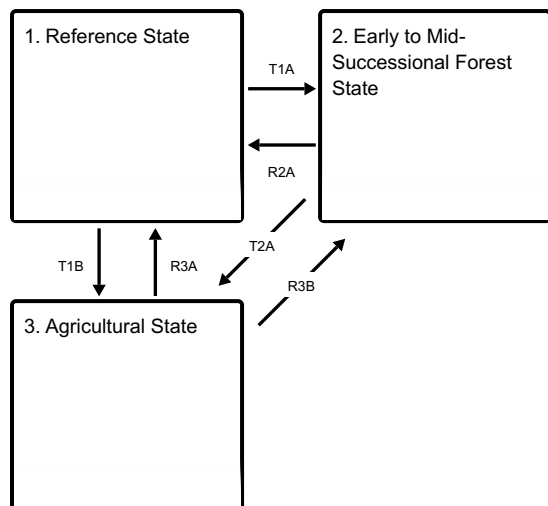 1. Reference State
2. Early to Mid-
Successional Forest
State
T1A
R2A
T1B
R3A
T2A
R3B
3. Agricultural State